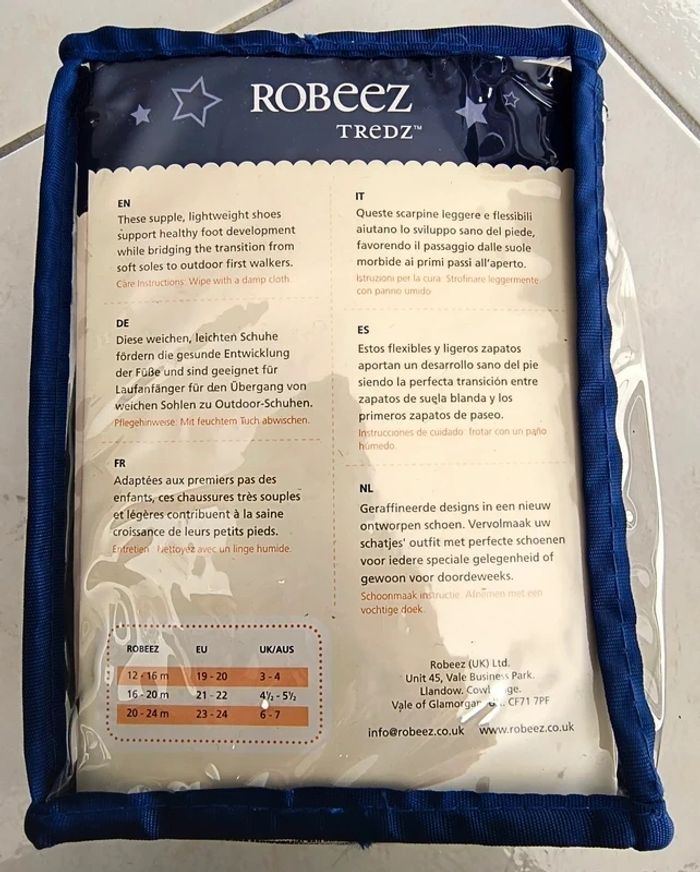 ROBEEZ
TREDZ™
EN
These supple, lightweight shoes
support healthy foot development
while bridging the transition from
soft soles to outdoor first walkers.
Care Instructions: Wipe with a damp cloth.
DE
Diese weichen, leichten Schuhe
fördern die gesunde Entwicklung
der Füße und sind geeignet für
Laufanfänger für den Übergang von
weichen Sohlen zu Outdoor-Schuhen.
Pflegehinweise: Mit feuchtem Tuch abwischen.
FR
Adaptées aux premiers pas des
enfants, ces chaussures très souples
et légères contribuent à la saine
croissance de leurs petits pieds.
Entretien : Nettoyez avec un linge humide.
ROBEEZ EU UK/AUS
12 - 16 m 19 - 20 3 - 4
16 - 20 m 21 - 22 4½ - 5½
20 - 24 m 23 - 24 6 - 7
IT
Queste scarpine leggere e flessibili
aiutano lo sviluppo sano del piede,
favorendo il passaggio dalle suole
morbide ai primi passi all'aperto.
Istruzioni per la cura: Strofinare leggermente
con panno umido
ES
Estos flexibles y ligeros zapatos
aportan un desarrollo sano del pie
siendo la perfecta transición entre
zapatos de suela blanda y los
primeros zapatos de paseo.
Instrucciones de cuidado: frotar con un paño
húmedo.
NL
Geraffineerde designs in een nieuw
ontworpen schoen. Vervolmaak uw
schatjes' outfit met perfecte schoenen
voor iedere speciale gelegenheid of
gewoon voor doordeweeks.
Schoonmaak instructie: Afnemen met een
vochtige doek.
Robeez (UK) Ltd.
Unit 45, Vale Business Park.
Llandow.
Vale of CF71 7PF
info@robeez.co.uk www.robeez.co.uk